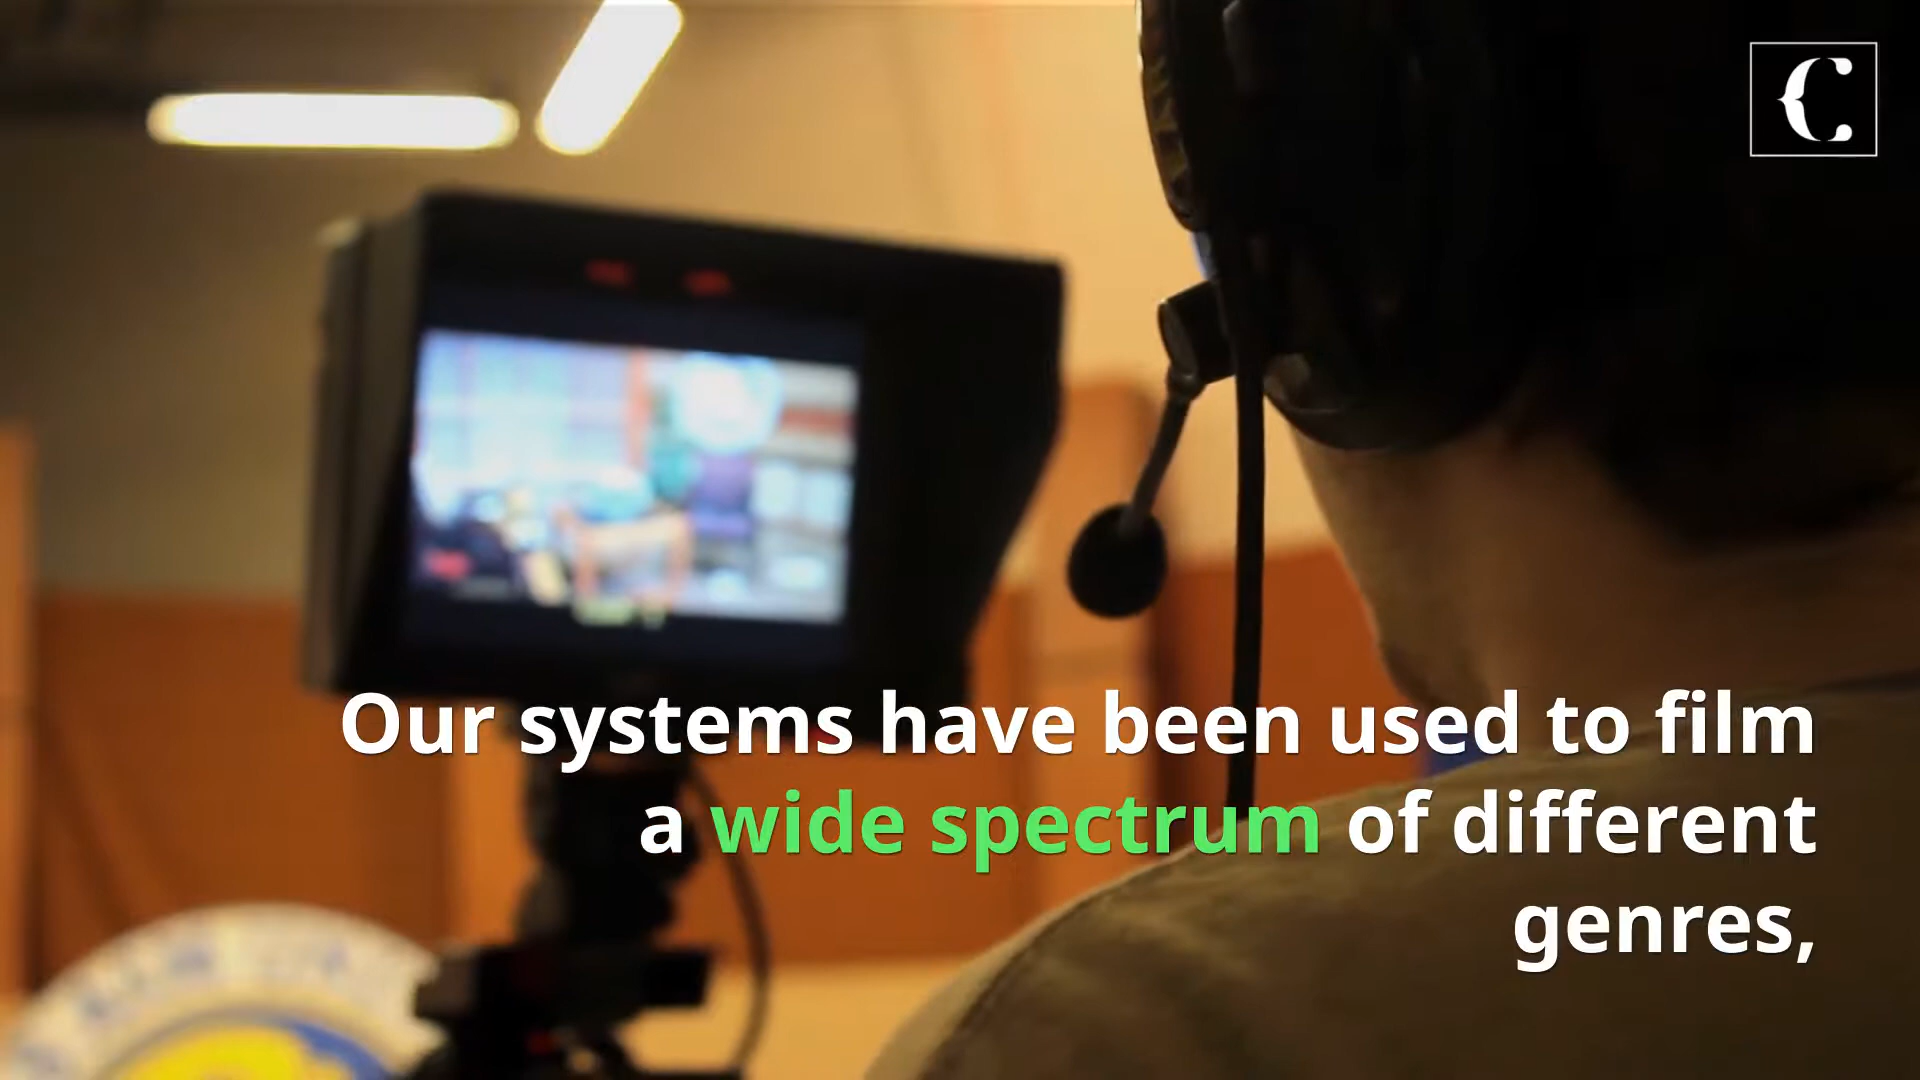 C
Our systems have been used to film
a wide spectrum of different
genres,